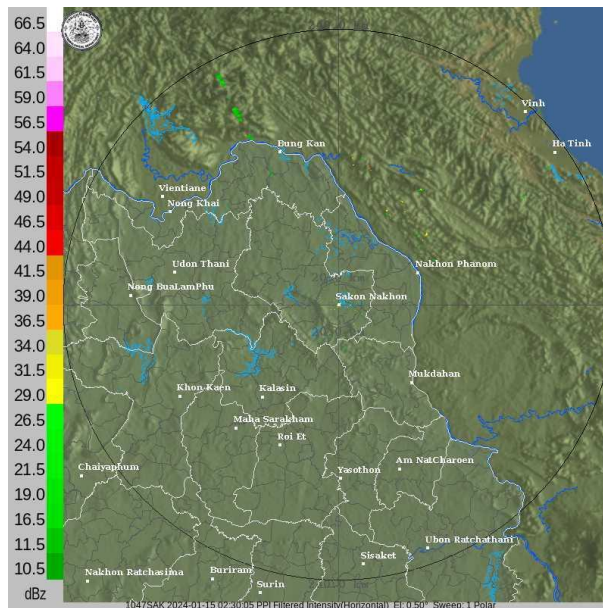 66.5
64.0
61.5
59.0
56.5
54.0
51.5
49.0
46.5
44.0
41.5
39.0
36.5
34.0
31.5
29.0
26.5
24.0
21.5
19.0
16.5
11.5
10.5
dBz
Vinh
Ha Tinh
Bung Kan
Vientiane
Nong Khai
Udon Thani
Nakhon Phanom
Nong BuaLamPhu
Sakon Nakhon
Mukdahan
Khon Kaen
Kalasin
Maha Sarakham
Roi Et
Chaiyaphum
Yasothon
Am NatCharoen
Ubon Ratchathani
Sisaket
Nakhon Ratchasima
Buriram
Surin
1047SAK 2024-01-15 02:30:05 PPI Filtered Intensity(Horizontal) El: 0.50° Sweep: 1 Polar